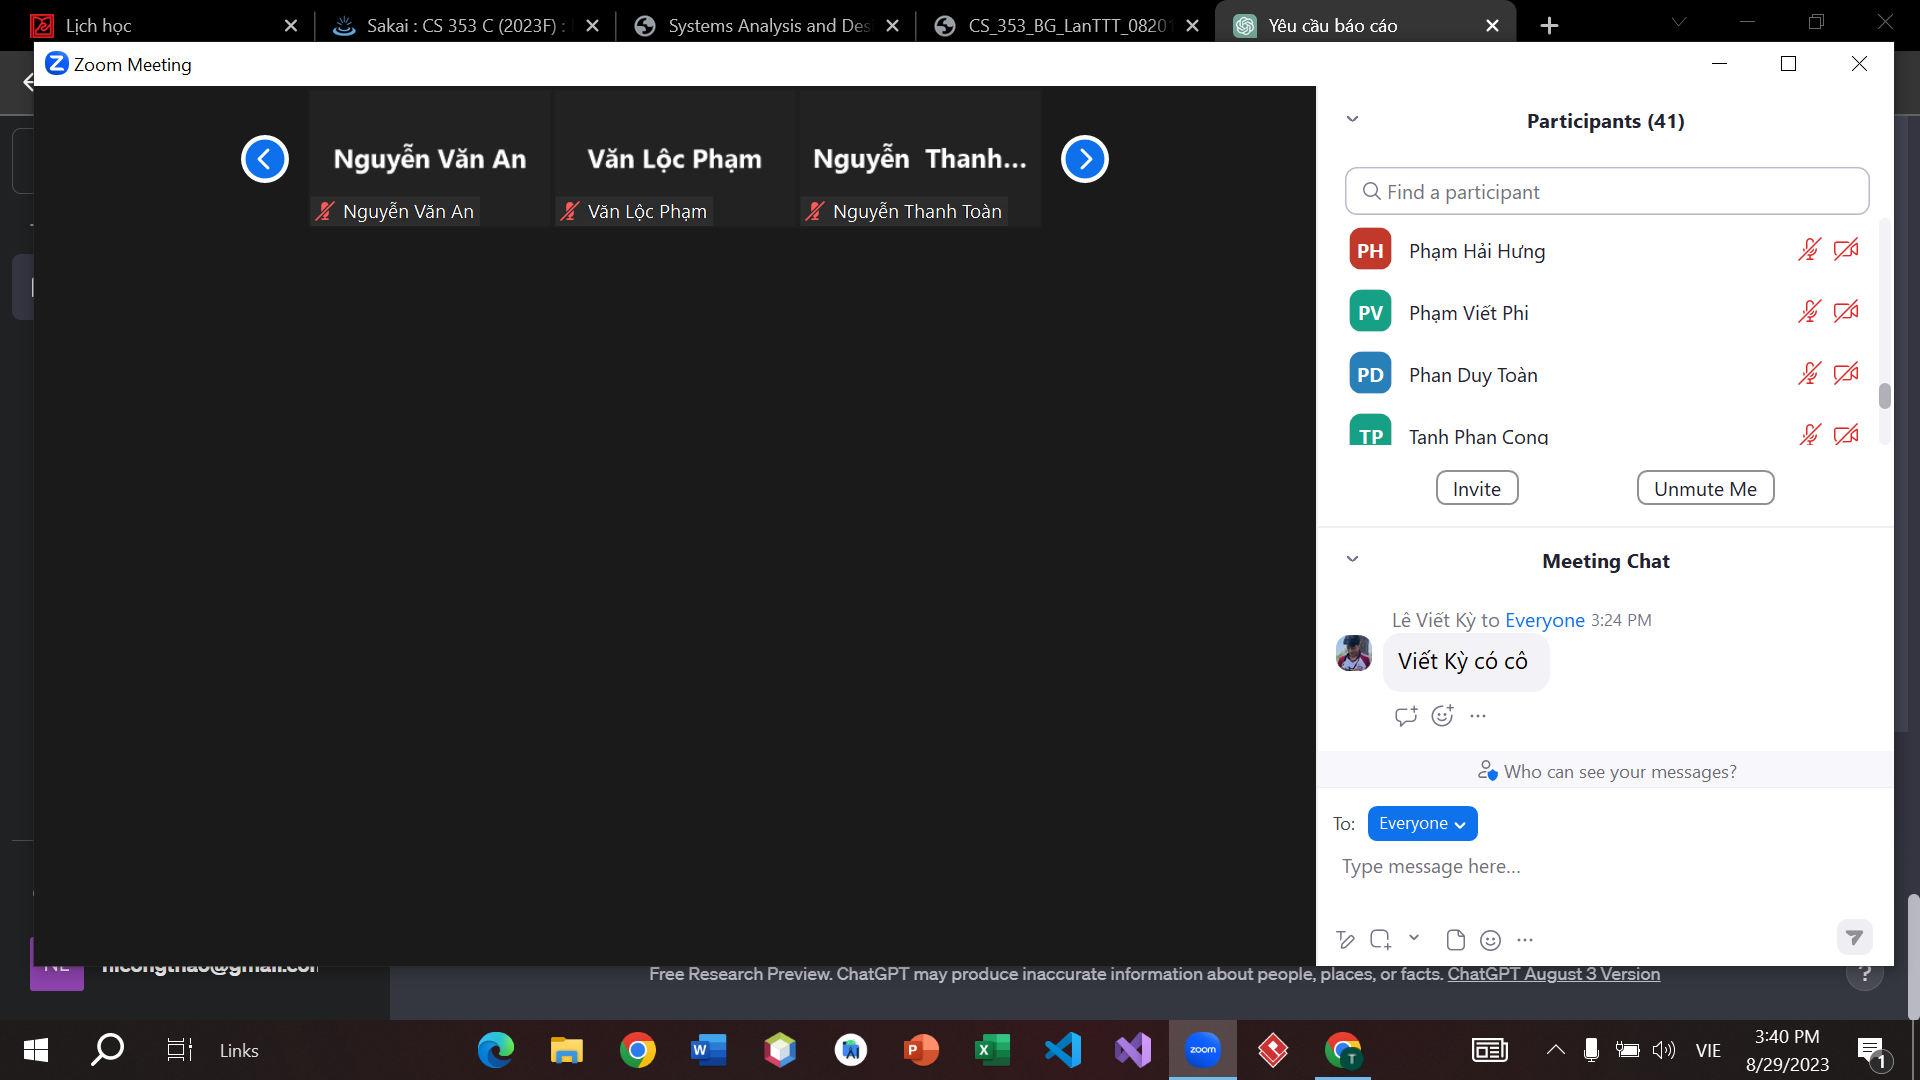 Lịch học
Sakai : CS 353 C (2023F) :
Systems Analysis and Des
CS_353_BG_LanTTT_0820
Yêu cầu báo cáo
Zoom Meeting
Nguyễn Văn An
Văn Lộc Phạm
Nguyễn Thanh...
Nguyễn Văn An
Văn Lộc Phạm
Nguyễn Thanh Toàn
Participants (41)
Find a participant
PH Phạm Hải Hưng
PV Phạm Viết Phi
PD Phan Duy Toàn
TP Tanh Phan Cong
Invite
Unmute Me
Meeting Chat
Lê Viết Kỳ to Everyone 3:24 PM
Viết Kỳ có cô
Who can see your messages?
To: Everyone
Type message here...
Free Research Preview. ChatGPT may produce inaccurate information about people, places, or facts. ChatGPT August 3 Version
?
Links
zoom
T
VIE
3:40 PM
8/29/2023
1